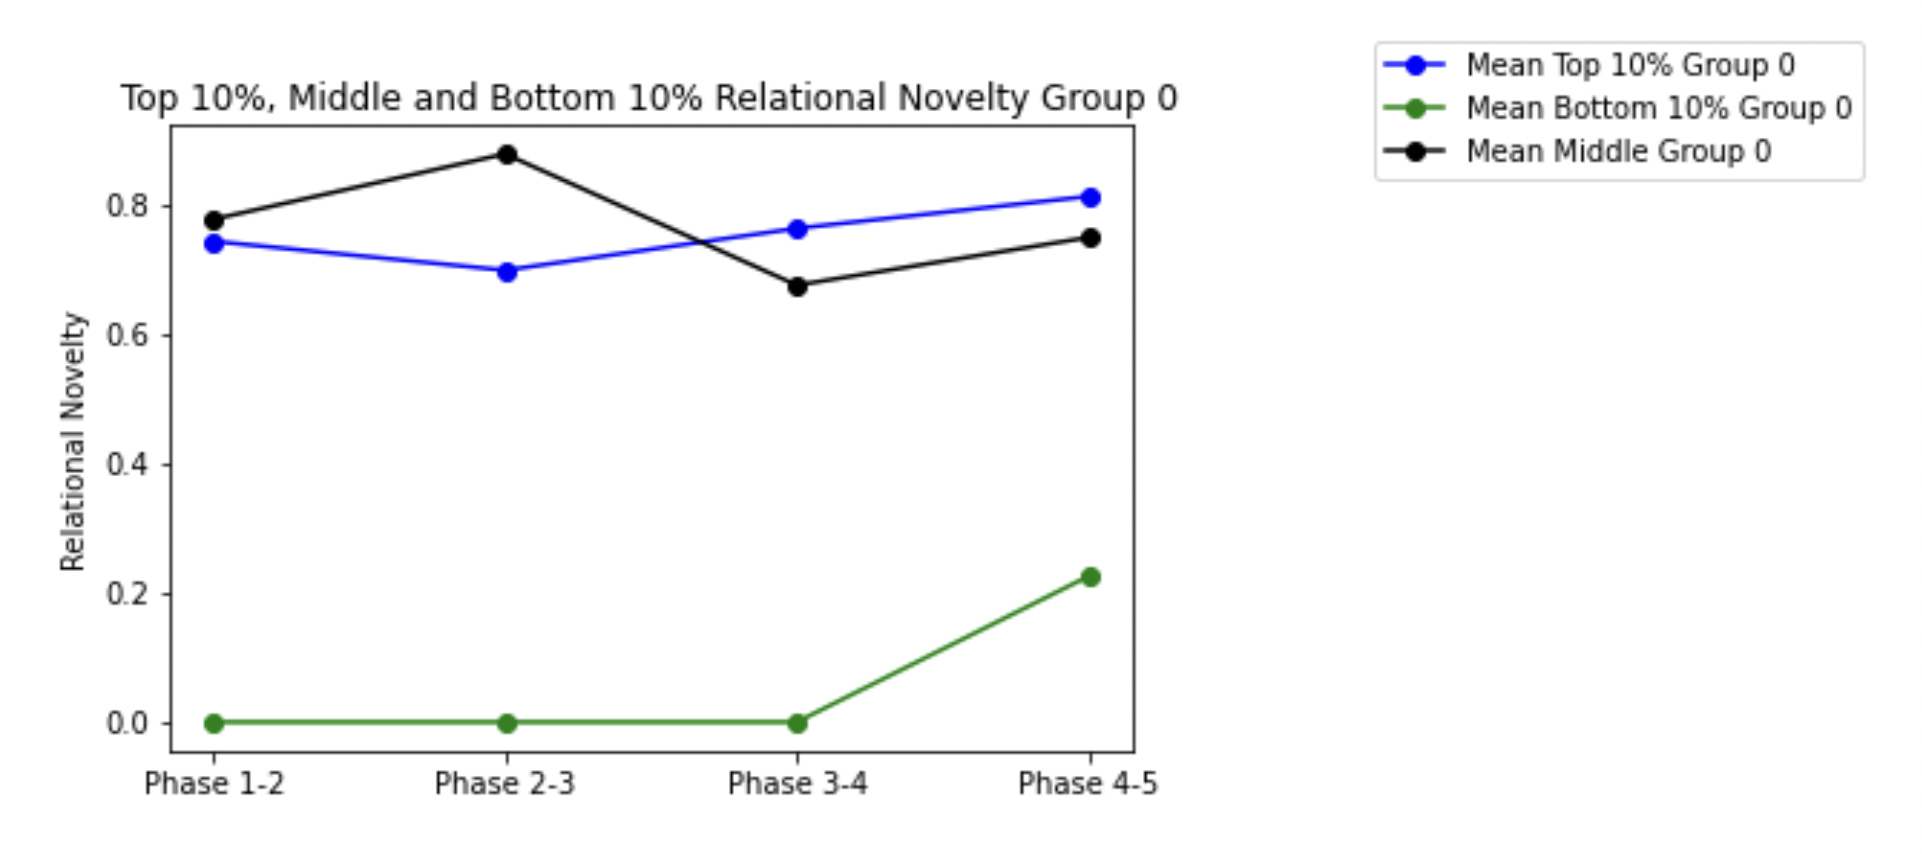 Top 10%, Middle and Bottom 10% Relational Novelty Group 0
Mean Top 10% Group 0
Mean Bottom 10% Group 0
Mean Middle Group 0
Relational Novelty
0.8
0.6
0.4
0.2
0.0
Phase 1-2 Phase 2-3 Phase 3-4 Phase 4-5